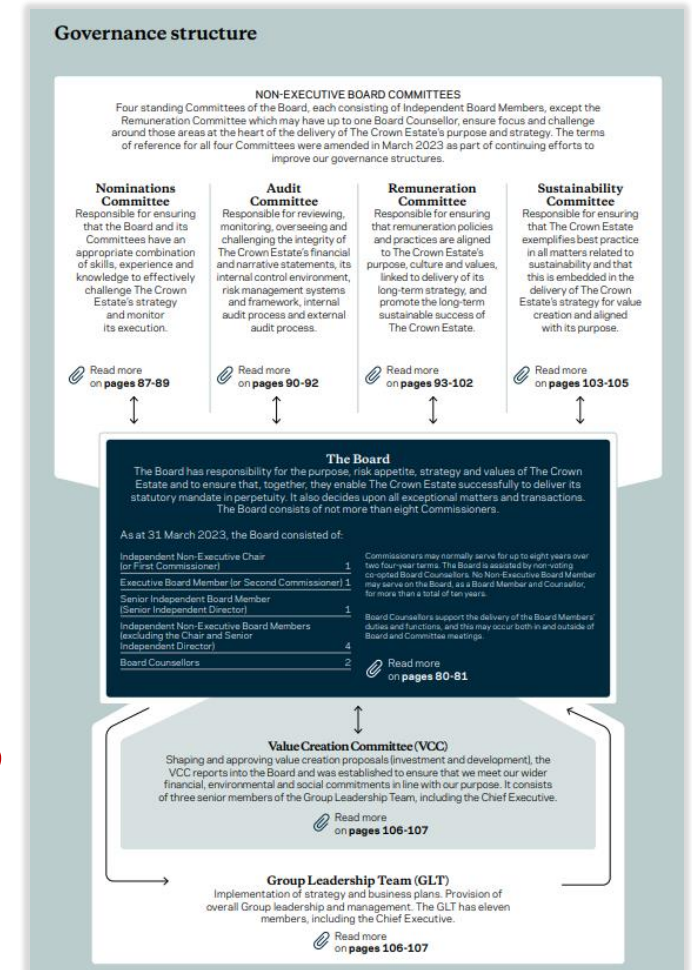 Governance structure
NON-EXECUTIVE BOARD COMMITTEES
Four standing Committees of the Board, each consisting of Independent Board Members, except the
Remuneration Committee which may have up to one Board Counsellor, ensure focus and challenge
around those areas at the heart of the delivery of The Crown Estate's purpose and strategy. The terms
of reference for all four Committees were amended in March 2023 as part of continuing efforts to
improve our governance structures.
Nominations
Committee
Responsible for ensuring
that the Board and its
Committees have an
appropriate combination
of skills, experience and
knowledge to effectively
challenge The Crown
Estate's strategy
and monitor
its execution.
Read more
on pages 87-89
Audit
Committee
Responsible for reviewing,
monitoring, overseeing and
challenging the integrity of
The Crown Estate's financial
and narrative statements, its
internal control environment,
risk management systems
and framework, internal
audit process and external
audit process.
Read more
on pages 90-92
Remuneration
Committee
Responsible for ensuring
that remuneration policies
and practices are aligned
to The Crown Estate's
purpose, culture and values,
linked to delivery of its
long-term strategy, and
promote the long-term
sustainable success of
The Crown Estate.
Read more
on pages 93-102
Sustainability
Committee
Responsible for ensuring
that The Crown Estate
exemplifies best practice
in all matters related to
sustainability and that
this is embedded in the
delivery of The Crown
Estate's strategy for value
creation and aligned
with its purpose.
Read more
on pages 103-105
The Board
The Board has responsibility for the purpose, risk appetite, strategy and values of The Crown
Estate and to ensure that, together, they enable The Crown Estate successfully to deliver its
statutory mandate in perpetuity. It also decides upon all exceptional matters and transactions.
The Board consists of not more than eight Commissioners.
As at 31 March 2023, the Board consisted of:
Independent Non-Executive Chair
(or First Commissioner) 1
Executive Board Member (or Second Commissioner) 1
Senior Independent Board Member
(Senior Independent Director) 1
Independent Non-Executive Board Members
(excluding the Chair and Senior
Independent Director) 4
Board Counsellors 2
Commissioners may normally serve for up to eight years over
two four-year terms. The Board is assisted by non-voting
co-opted Board Counsellors. No Non-Executive Board Member
may serve on the Board, as a Board Member and Counsellor,
for more than a total of ten years.
Board Counsellors support the delivery of the Board Members'
duties and functions, and this may occur both in and outside of
Board and Committee meetings.
Read more
on pages 80-81
Value Creation Committee (VCC)
Shaping and approving value creation proposals (investment and development), the
VCC reports into the Board and was established to ensure that we meet our wider
financial, environmental and social commitments in line with our purpose. It consists
of three senior members of the Group Leadership Team, including the Chief Executive.
Read more
on pages 106-107
Group Leadership Team (GLT)
Implementation of strategy and business plans. Provision of
overall Group leadership and management. The GLT has eleven
members, including the Chief Executive.
Read more
on pages 106-107